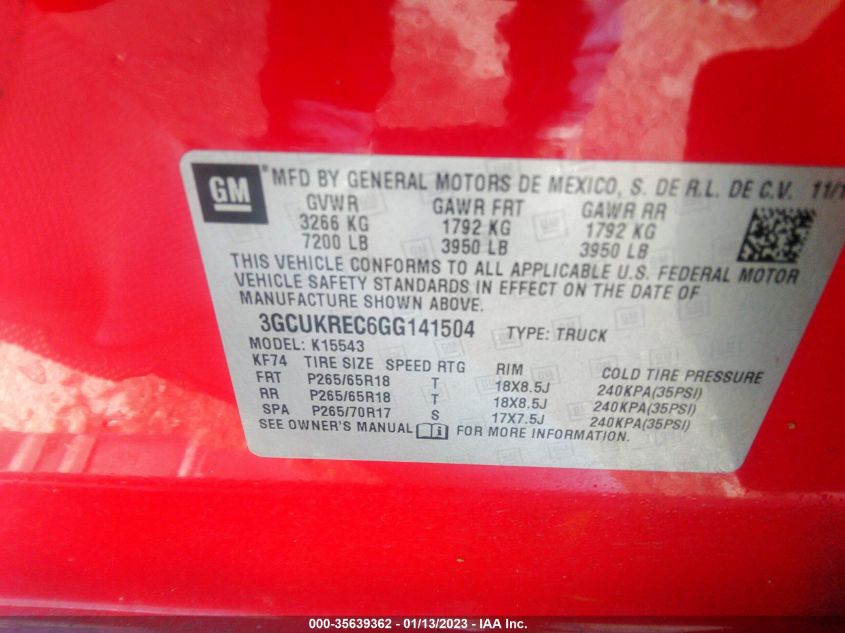 GM
MFD BY GENERAL MOTORS DE MEXICO, S. DE R.L. DE C.V. 11/1
GVWR GAWR FRT GAWR RR
3266 KG 1792 KG 1792 KG
7200 LB 3950 LB 3950 LB
THIS VEHICLE CONFORMS TO ALL APPLICABLE U.S. FEDERAL MOTOR
VEHICLE SAFETY STANDARDS IN EFFECT ON THE DATE OF
MANUFACTURE SHOWN ABOVE.
3GCUKREC6GG141504 TYPE: TRUCK
MODEL: K15543
KF74 TIRE SIZE SPEED RTG RIM COLD TIRE PRESSURE
FRT P265/65R18 T 18X8.5J 240KPA(35PSI)
RR P265/65R18 T 18X8.5J 240KPA(35PSI)
SPA P265/70R17 S 17X7.5J 240KPA(35PSI)
SEE OWNER'S MANUAL FOR MORE INFORMATION.
000-35639362 — 01/13/2023 — IAA Inc.